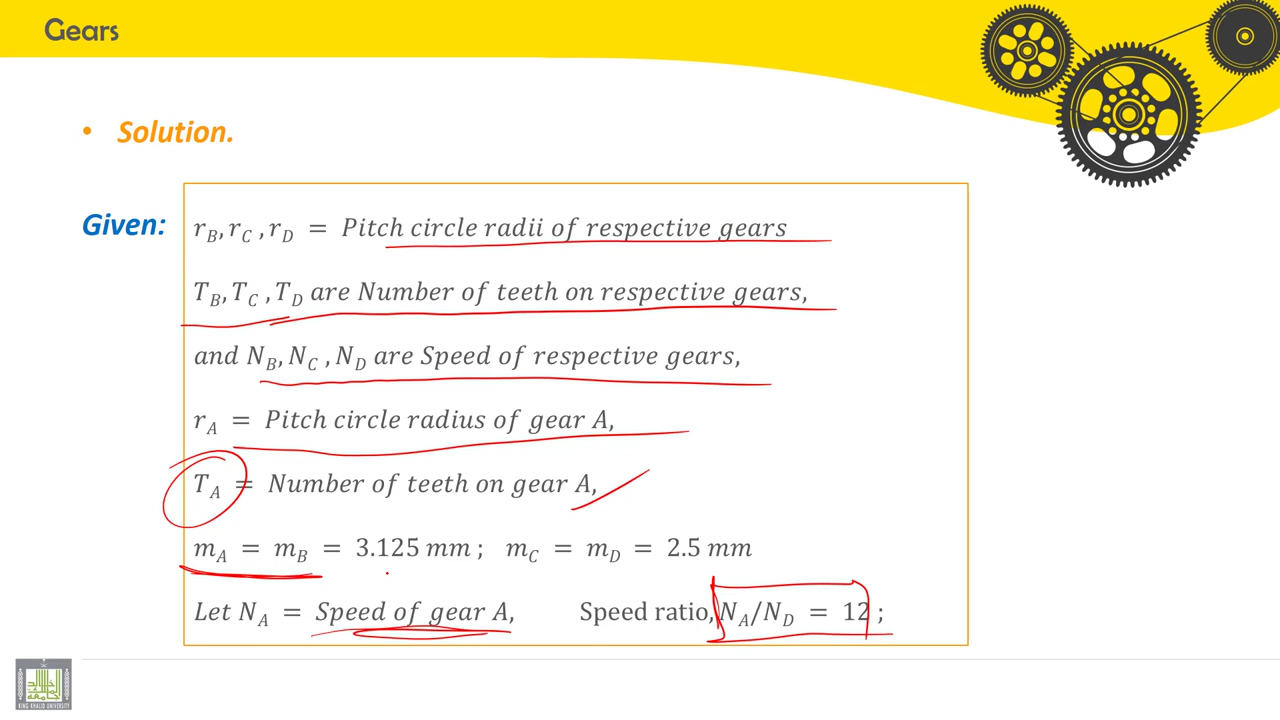 Gears
• Solution.
Given:
r_B, r_C , r_D = Pitch circle radii of respective gears
T_B, T_C , T_D are Number of teeth on respective gears,
and N_B, N_C , N_D are Speed of respective gears,
r_A = Pitch circle radius of gear A,
T_A = Number of teeth on gear A,
m_A = m_B = 3.125 mm ; m_C = m_D = 2.5 mm
Let N_A = Speed of gear A, Speed ratio, N_A/N_D = 12 ;
KING KHALID UNIVERSITY